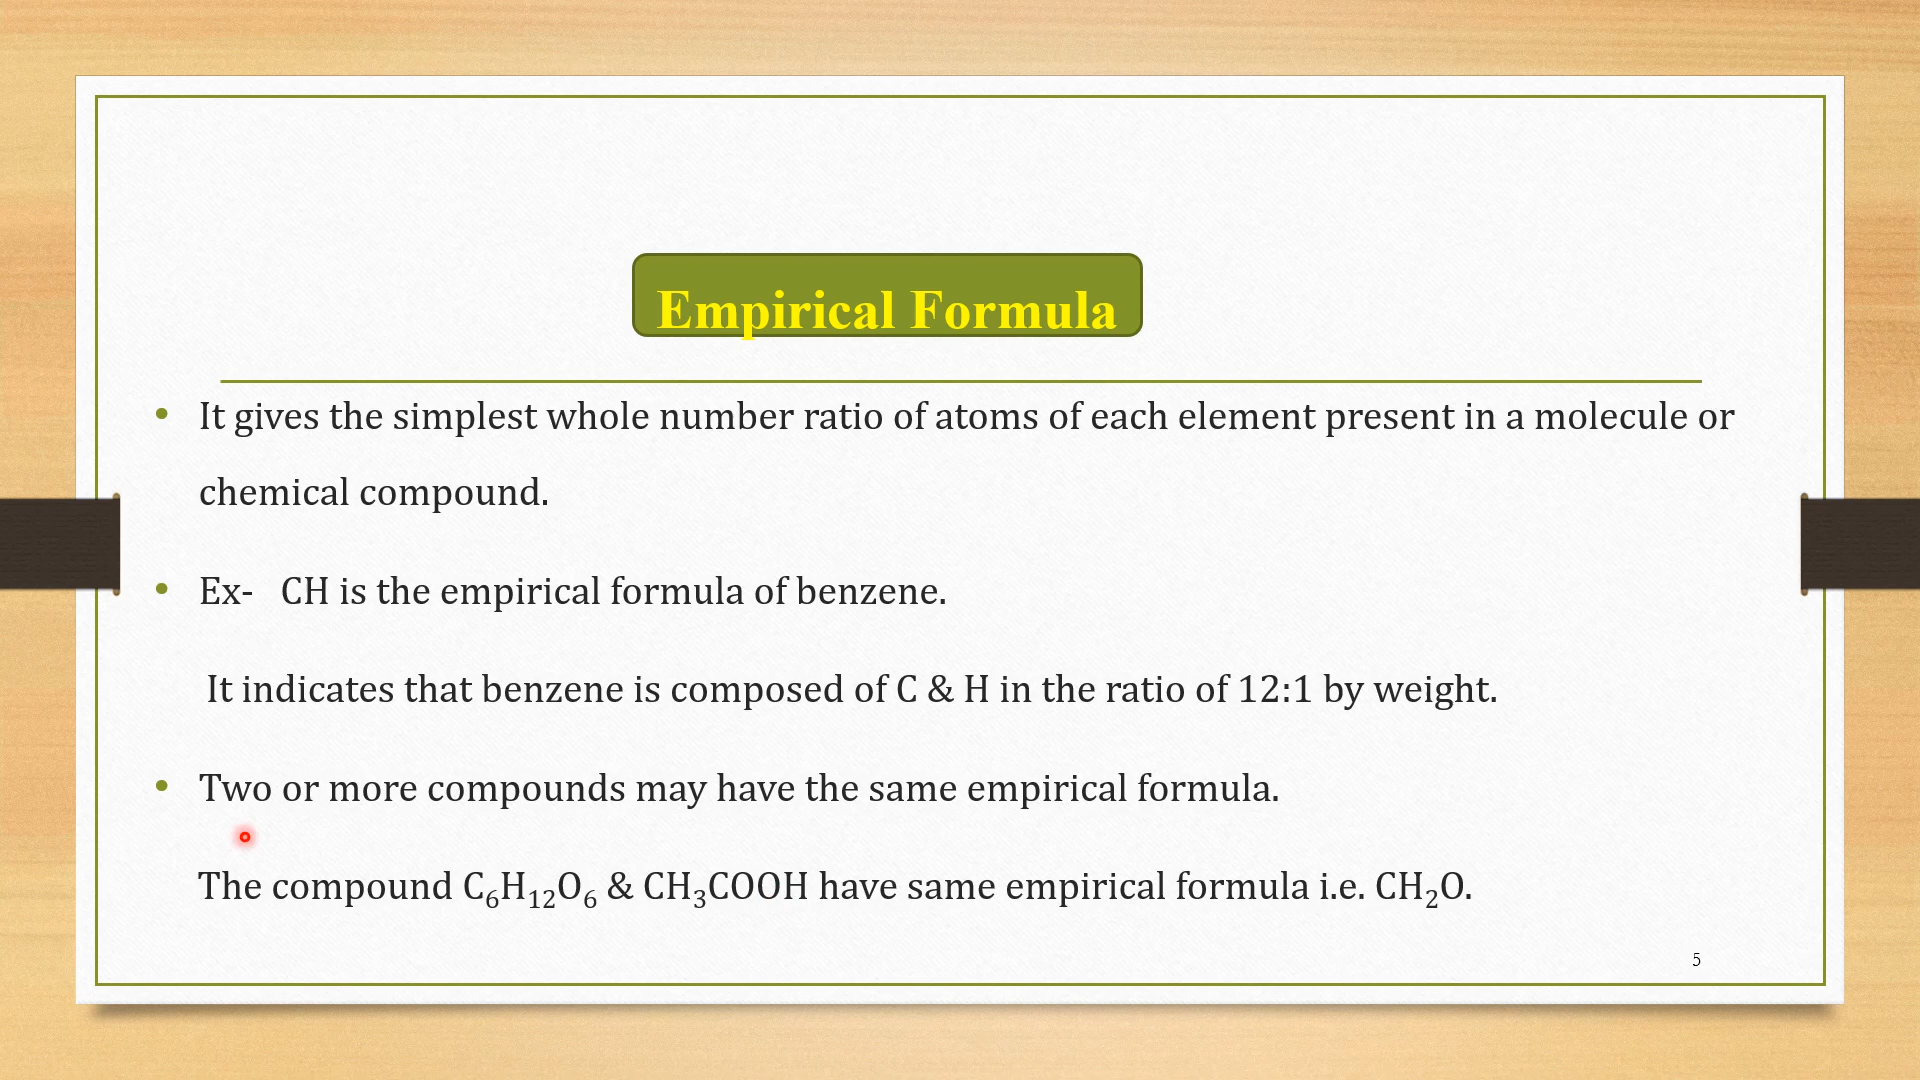 Empirical Formula
• It gives the simplest whole number ratio of atoms of each element present in a molecule or
chemical compound.
• Ex- CH is the empirical formula of benzene.
It indicates that benzene is composed of C & H in the ratio of 12:1 by weight.
• Two or more compounds may have the same empirical formula.
The compound C₆H₁₂O₆ & CH₃COOH have same empirical formula i.e. CH₂O.
5